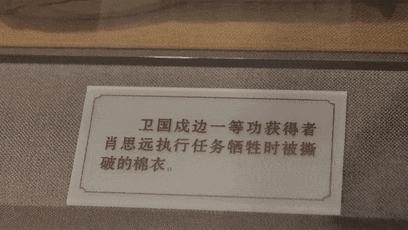 卫国戍边一等功获得者
肖思远执行任务牺牲时被撕
破的棉衣。